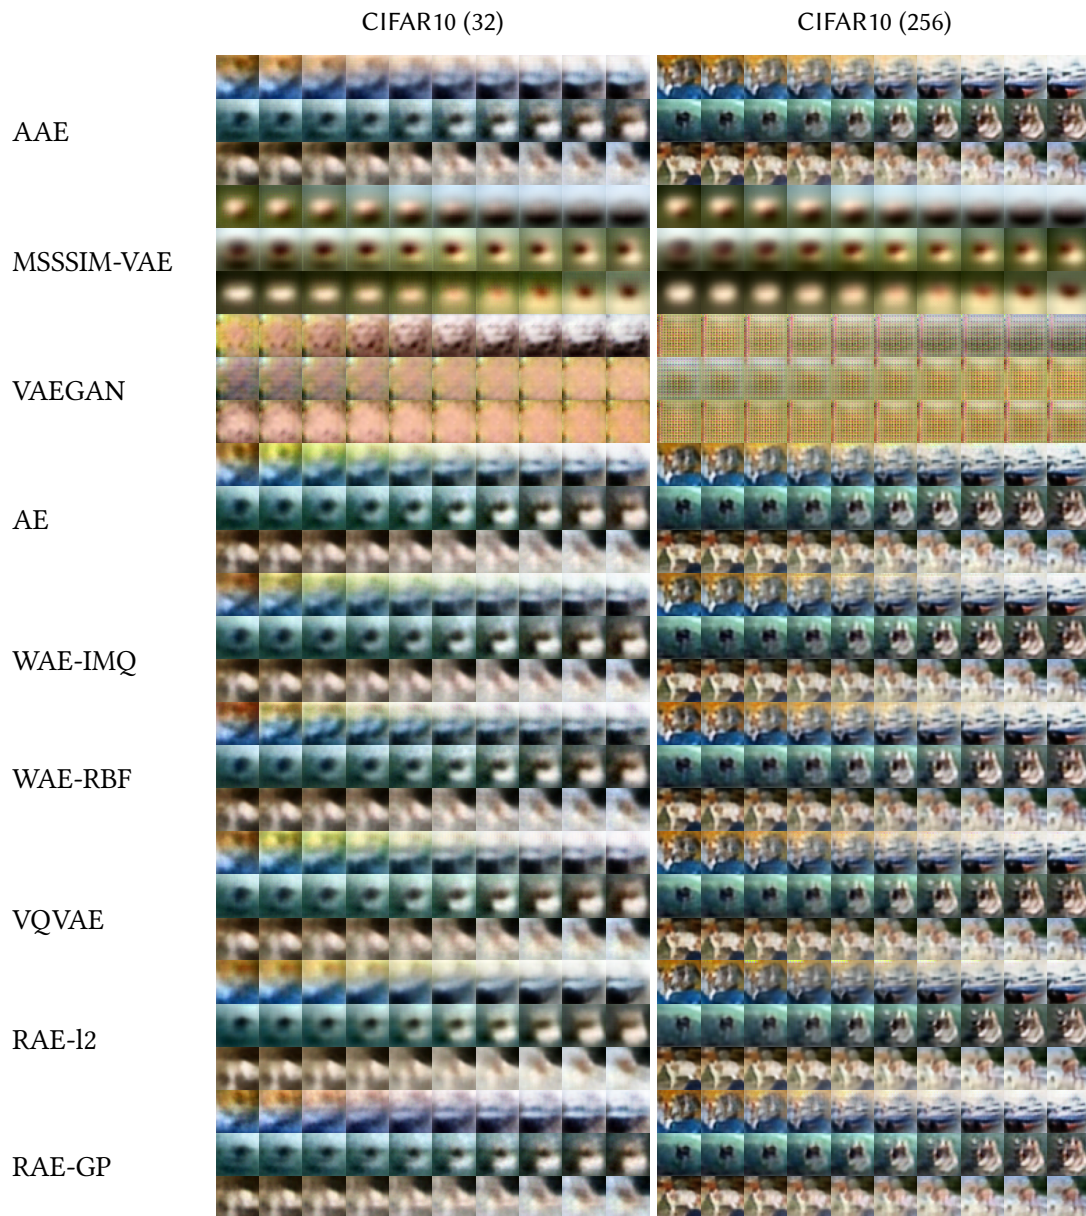 CIFAR10 (32) CIFAR10 (256)
AAE
MSSSIM-VAE
VAEGAN
AE
WAE-IMQ
WAE-RBF
VQVAE
RAE-l2
RAE-GP